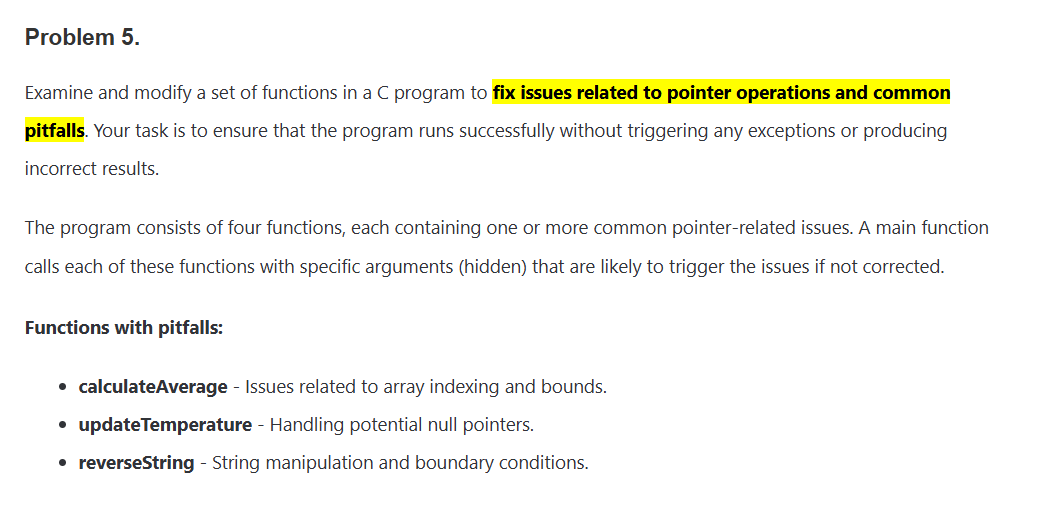 Problem 5.
Examine and modify a set of functions in a C program to fix issues related to pointer operations and common
pitfalls. Your task is to ensure that the program runs successfully without triggering any exceptions or producing
incorrect results.
The program consists of four functions, each containing one or more common pointer-related issues. A main function
calls each of these functions with specific arguments (hidden) that are likely to trigger the issues if not corrected.
Functions with pitfalls:
• calculateAverage - Issues related to array indexing and bounds.
• updateTemperature - Handling potential null pointers.
• reverseString - String manipulation and boundary conditions.